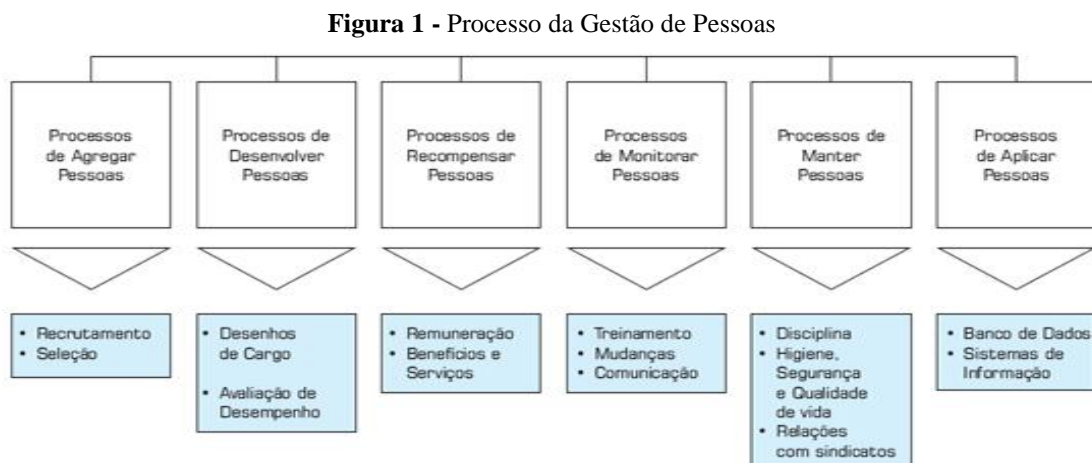 Figura 1 - Processo da Gestão de Pessoas
Processos
de Agregar
Pessoas
Processos de
Desenvolver
Pessoas
Processos de
Recompensar
Pessoas
Processos
de Monitorar
Pessoas
Processos de
Manter
Pessoas
Processos
de Aplicar
Pessoas
• Recrutamento
• Seleção
• Desenhos
de Cargo
• Avaliação de
Desempenho
• Remuneração
• Benefícios e
Serviços
• Treinamento
• Mudanças
• Comunicação
• Disciplina
• Higiene,
Segurança
e Qualidade
de vida
• Relações
com sindicatos
• Banco de Dados
• Sistemas de
Informação